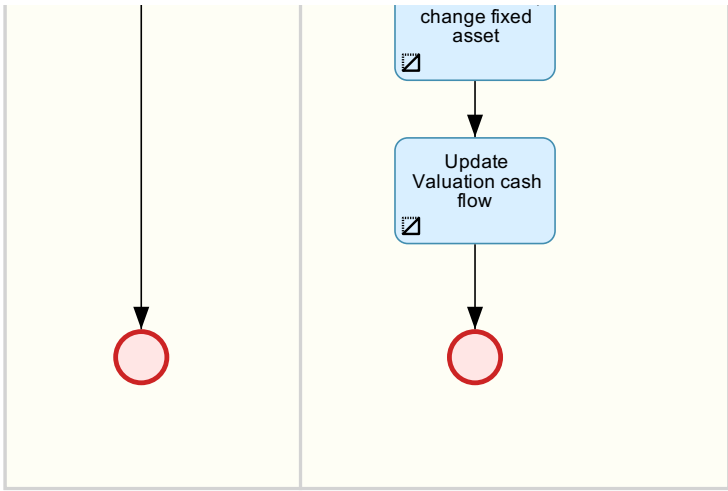 change fixed
asset
Update
Valuation cash
flow